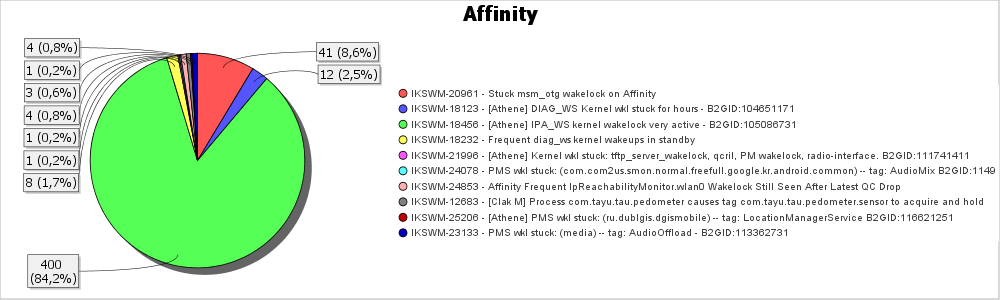 Affinity
4 (0,8%)
1 (0,2%)
3 (0,6%)
4 (0,8%)
1 (0,2%)
1 (0,2%)
8 (1,7%)
400
(84,2%)
41 (8,6%)
12 (2,5%)
IKSWM-20961 - Stuck msm_otg wakelock on Affinity
IKSWM-18123 - [Athene] DIAG_WS Kernel wkl stuck for hours - B2GID:104651171
IKSWM-18456 - [Athene] IPA_WS kernel wakelock very active - B2GID:105086731
IKSWM-18232 - Frequent diag_ws kernel wakeups in standby
IKSWM-21996 - [Athene] Kernel wkl stuck: tftp_server_wakelock, qcril, PM wakelock, radio-interface. B2GID:111741411
IKSWM-24078 - PMS wkl stuck: (com.com2us.smon.normal.freefull.google.kr.android.common) -- tag: AudioMix B2GID:1149
IKSWM-24853 - Affinity Frequent IpReachabilityMonitor.wlan0 Wakelock Still Seen After Latest QC Drop
IKSWM-12683 - [Clak M] Process com.tayu.tau.pedometer causes tag com.tayu.tau.pedometer.sensor to acquire and hold
IKSWM-25206 - [Athene] PMS wkl stuck: (ru.dublgis.dgismobile) -- tag: LocationManagerService B2GID:116621251
IKSWM-23133 - PMS wkl stuck: (media) -- tag: AudioOffload - B2GID:113362731